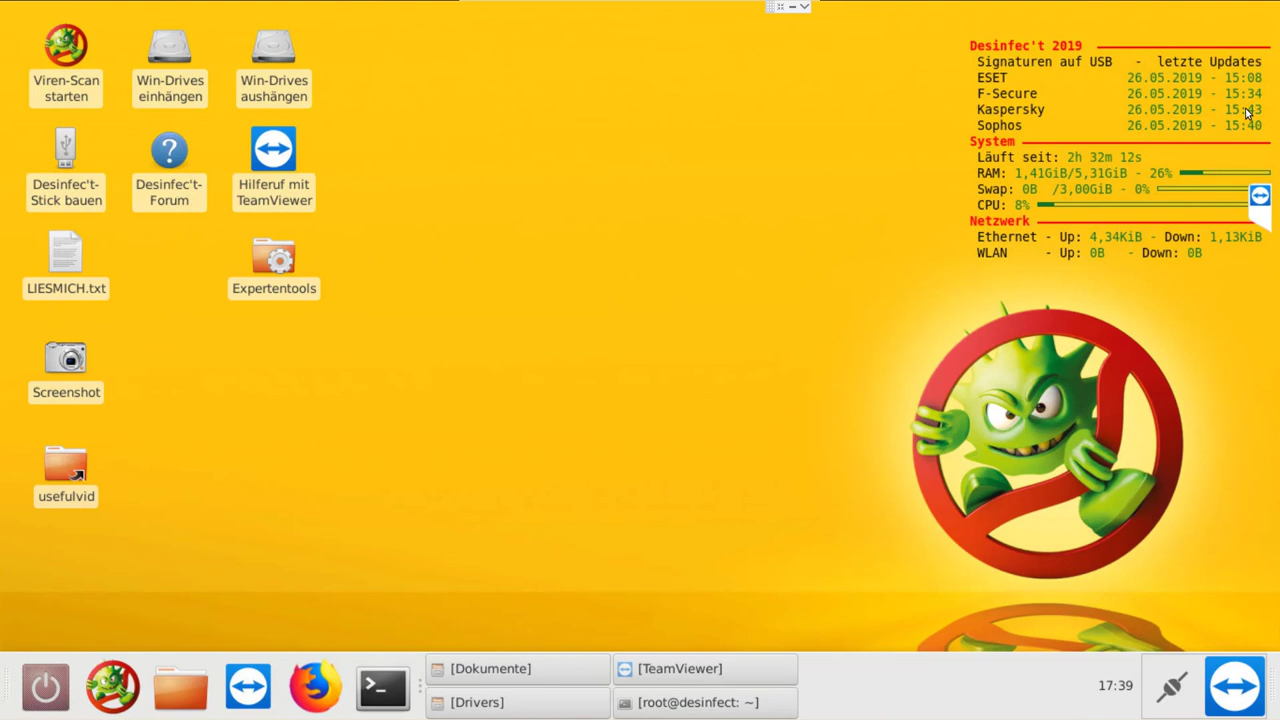 Viren-Scan
starten
Win-Drives
einhängen
Win-Drives
aushängen
Desinfec't-
Stick bauen
Desinfec't-
Forum
Hilferuf mit
TeamViewer
LIESMICH.txt
Expertentools
Screenshot
usefulvid
Desinfec't 2019
Signaturen auf USB - letzte Updates
ESET 26.05.2019 - 15:08
F-Secure 26.05.2019 - 15:34
Kaspersky 26.05.2019 - 15:43
Sophos 26.05.2019 - 15:40
System
Läuft seit: 2h 32m 12s
RAM: 1,41GiB/5,31GiB - 26%
Swap: 0B /3,00GiB - 0%
CPU: 8%
Netzwerk
Ethernet - Up: 4,34KiB - Down: 1,13KiB
WLAN - Up: 0B - Down: 0B
[Dokumente]
[TeamViewer]
[Drivers]
[root@desinfect: ~]
17:39